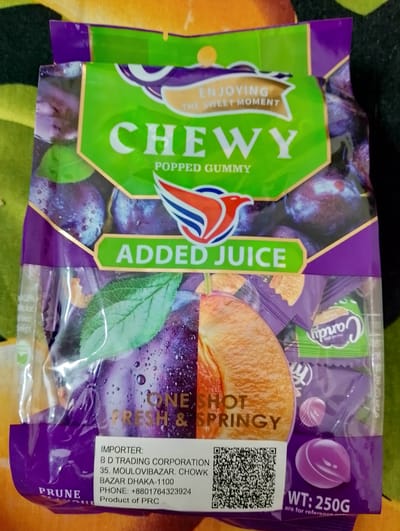 ENJOYING
THE SWEET MOMENT
CHEWY
POPPED GUMMY
ADDED JUICE
Candy
ONE SHOT
FRESH & SPRINGY
IMPORTER:
B D TRADING CORPORATION
35. MOULOVIBAZAR. CHOWK
BAZAR DHAKA-1100
PHONE: +8801764323924
Product of PRC
PRUNE
WT: 250G